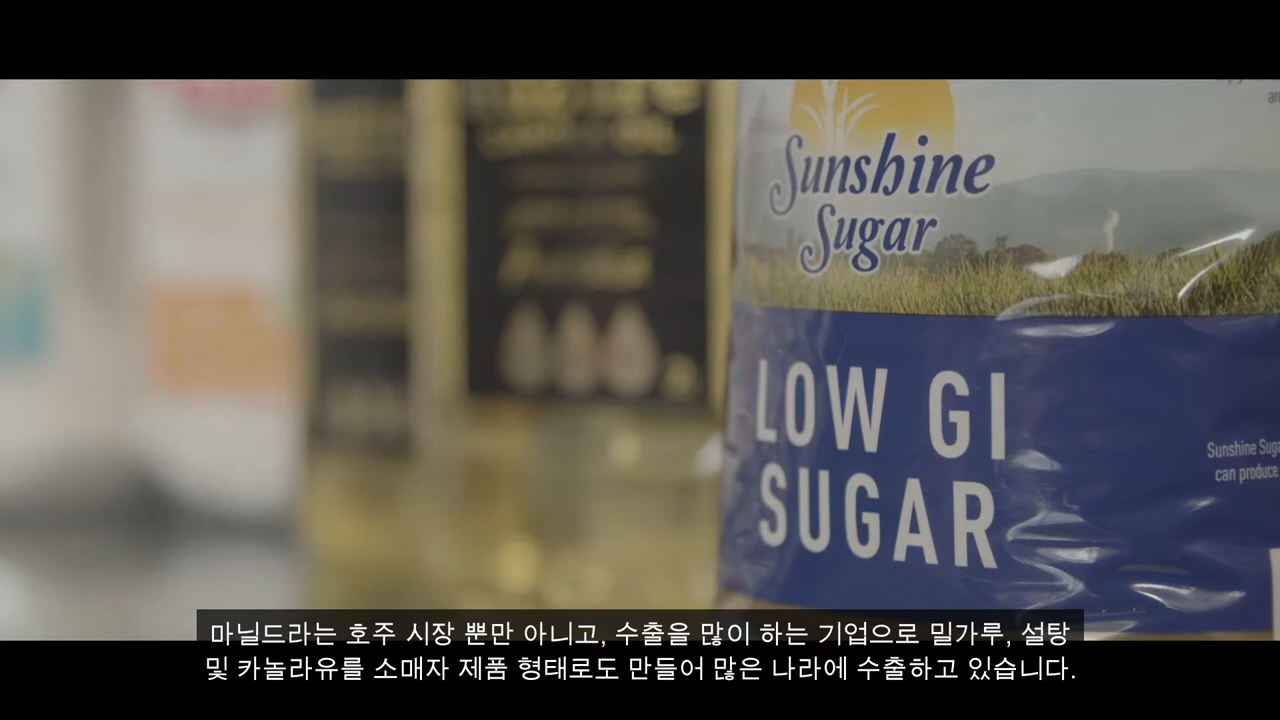 Sunshine
Sugar
LOW GI
SUGAR
Sunshine
can produce
마닐드라는 호주 시장 뿐만 아니고, 수출을 많이 하는 기업으로 밀가루, 설탕
및 카놀라유를 소매자 제품 형태로도 만들어 많은 나라에 수출하고 있습니다.